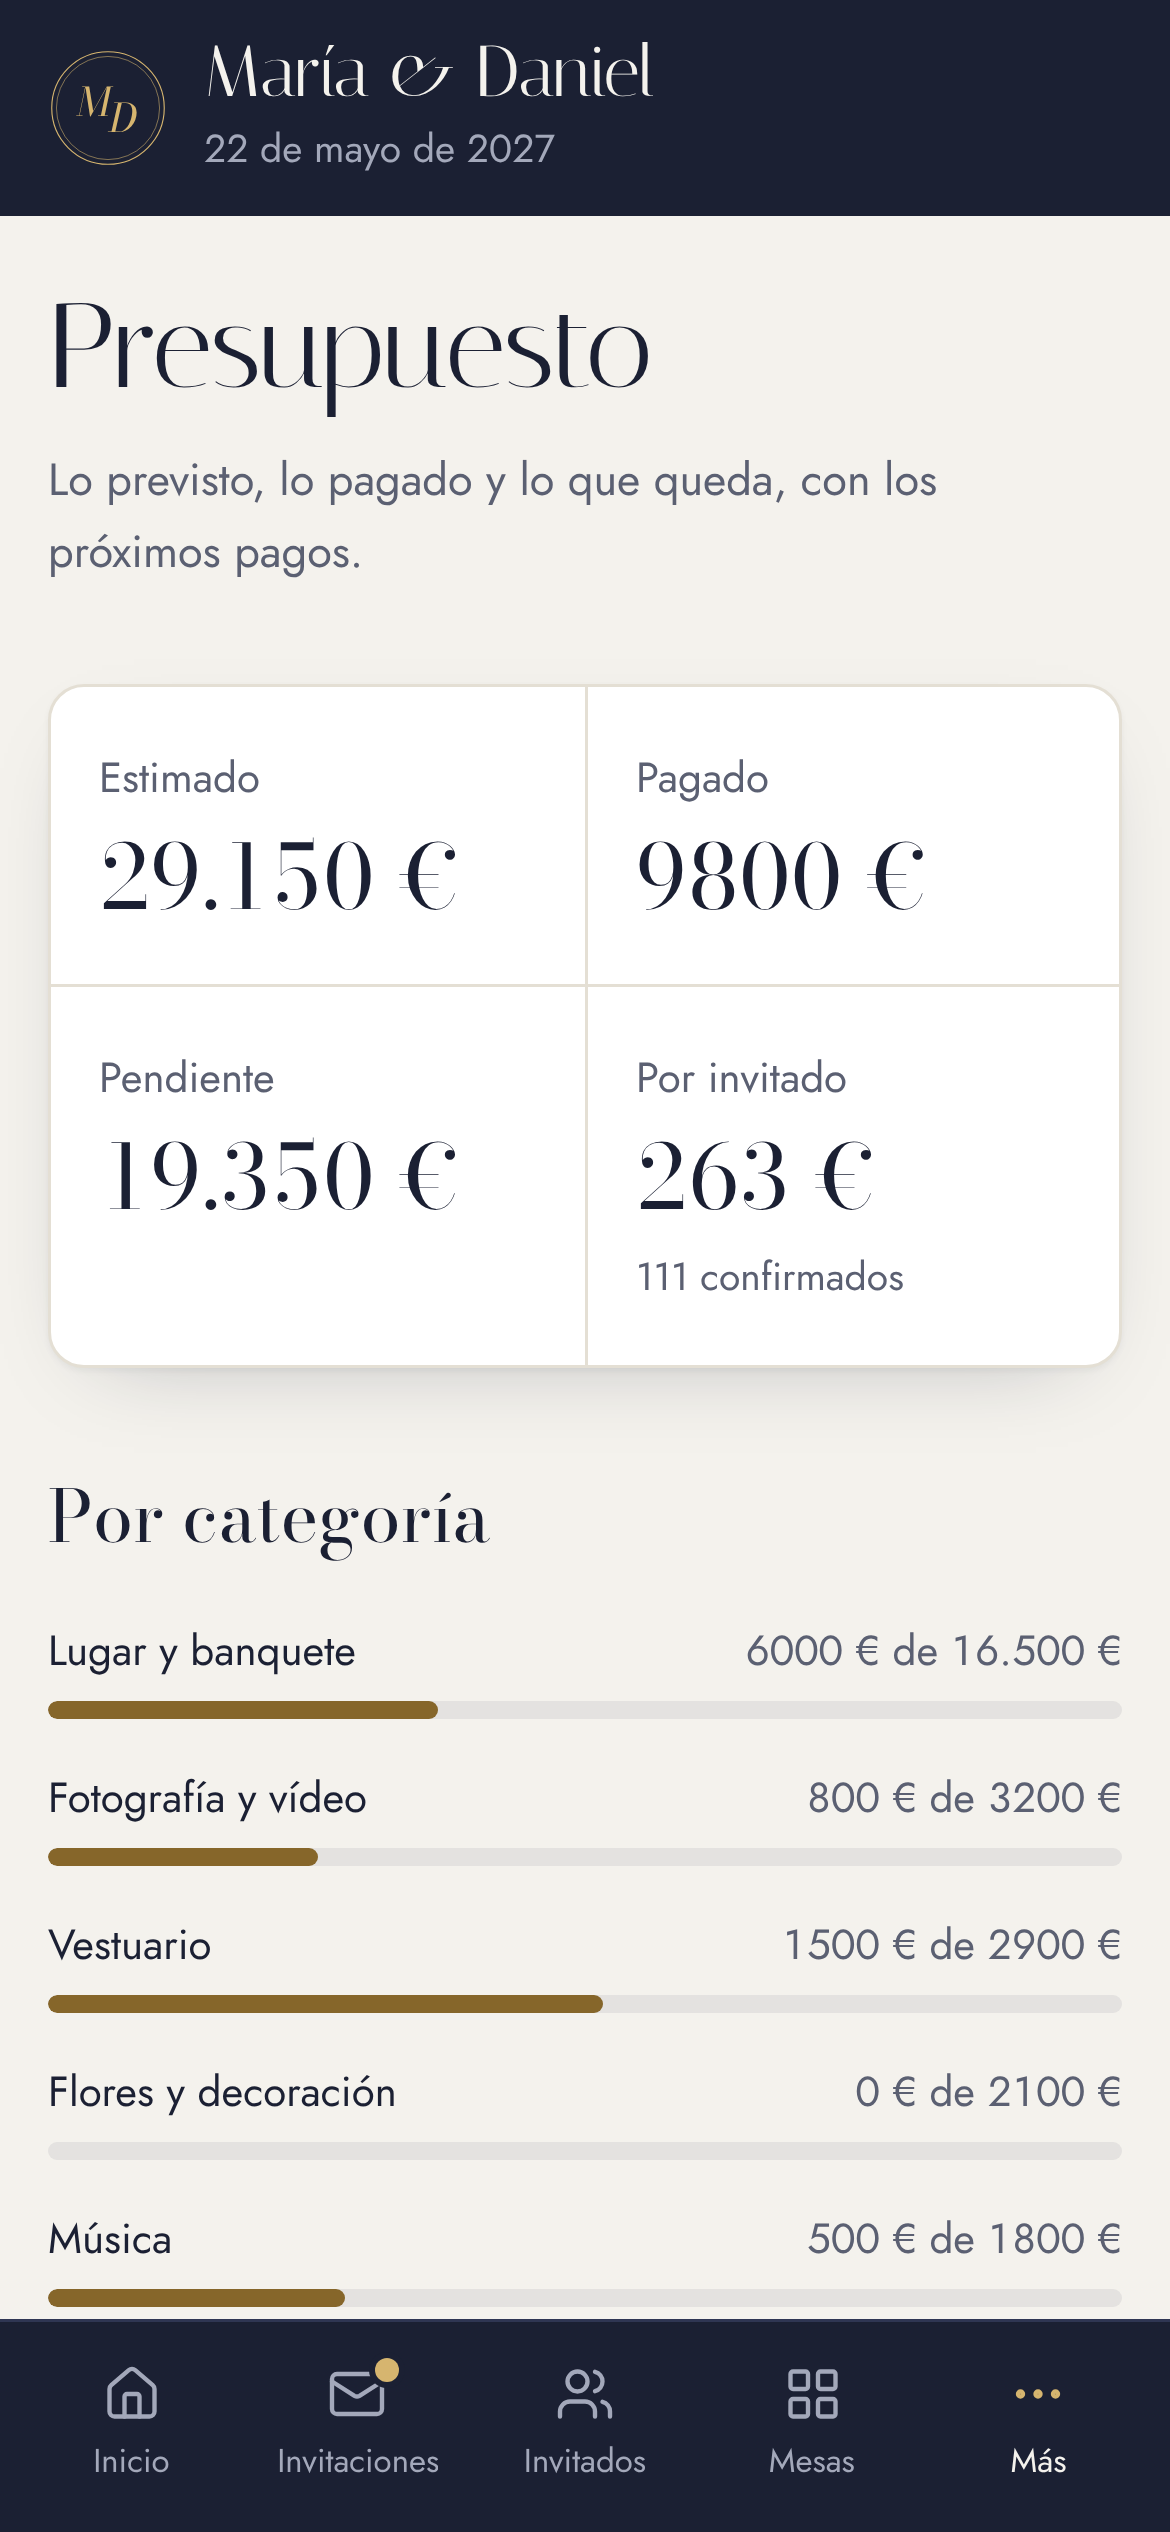 MD
María & Daniel
22 de mayo de 2027
Presupuesto
Lo previsto, lo pagado y lo que queda, con los
próximos pagos.
Estimado
29.150 €
Pagado
9800 €
Pendiente
19.350 €
Por invitado
263 €
111 confirmados
Por categoría
Lugar y banquete 6000 € de 16.500 €
Fotografía y vídeo 800 € de 3200 €
Vestuario 1500 € de 2900 €
Flores y decoración 0 € de 2100 €
Música 500 € de 1800 €
Inicio Invitaciones Invitados Mesas Más